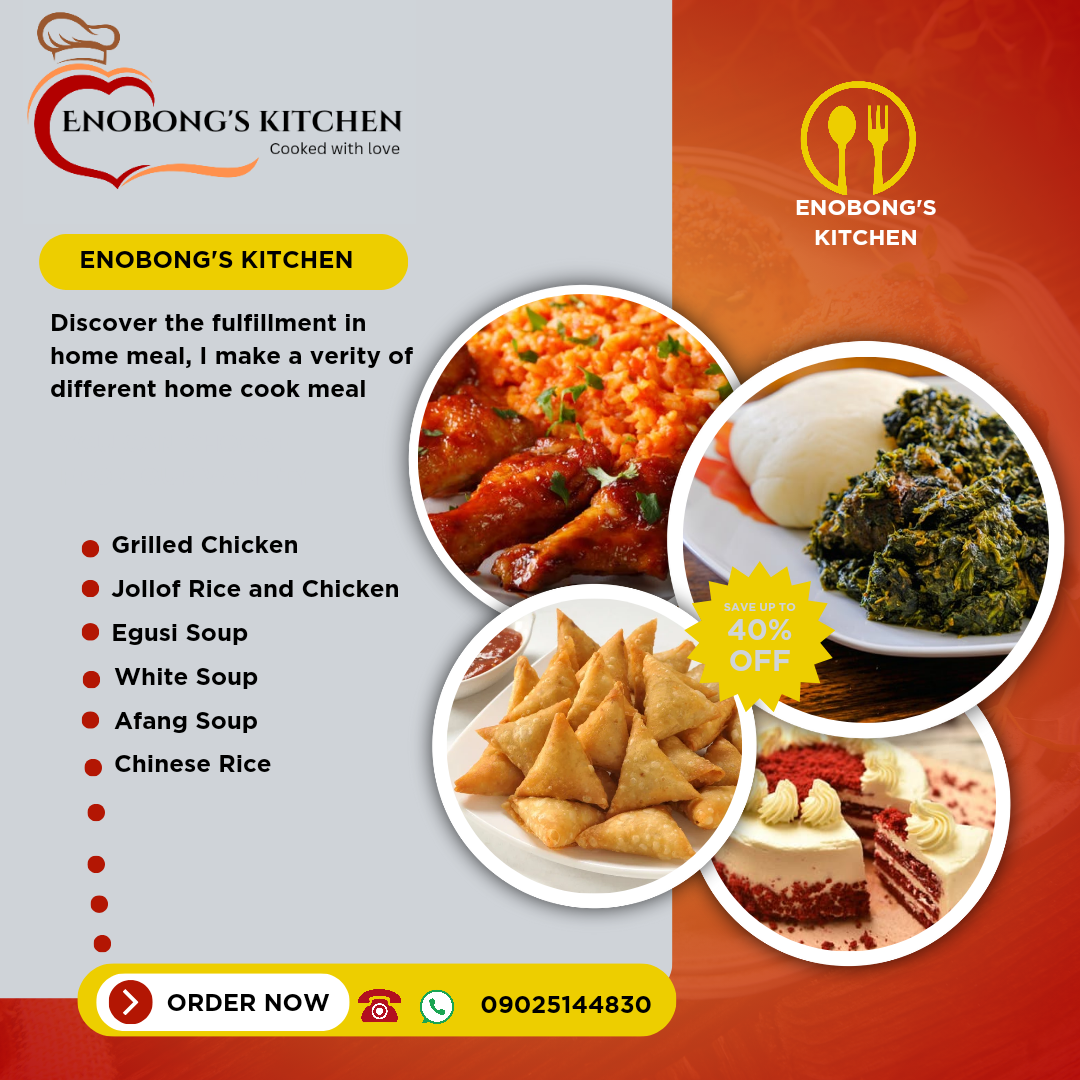 ENOBONG'S KITCHEN
Cooked with love
ENOBONG'S
KITCHEN
ENOBONG'S KITCHEN
Discover the fulfillment in
home meal, I make a verity of
different home cook meal
Grilled Chicken
Jollof Rice and Chicken
Egusi Soup
White Soup
Afang Soup
Chinese Rice
SAVE UP TO
40%
OFF
ORDER NOW
09025144830